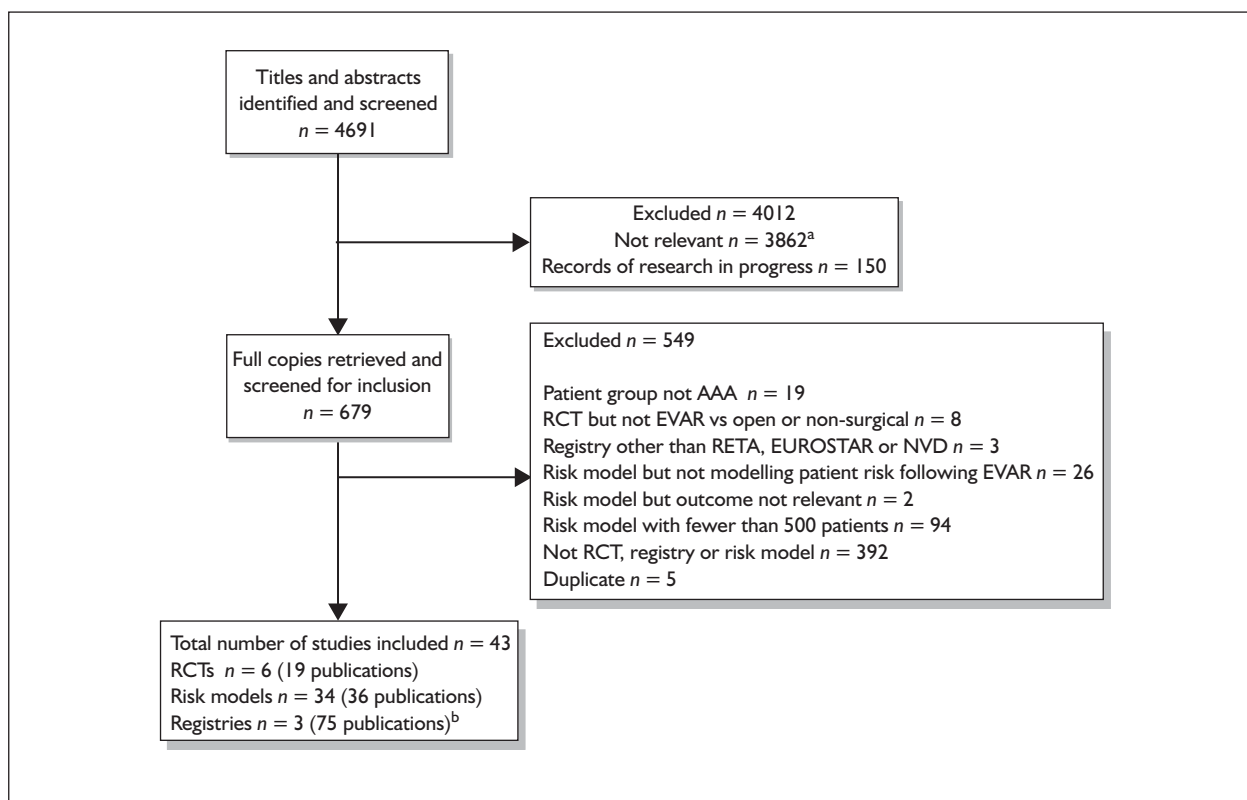 Titles and abstracts
identified and screened
n = 4691
Excluded n = 4012
Not relevant n = 3862a
Records of research in progress n = 150
Full copies retrieved and
screened for inclusion
n = 679
Excluded n = 549
Patient group not AAA n = 19
RCT but not EVAR vs open or non-surgical n = 8
Registry other than RETA, EUROSTAR or NVD n = 3
Risk model but not modelling patient risk following EVAR n = 26
Risk model but outcome not relevant n = 2
Risk model with fewer than 500 patients n = 94
Not RCT, registry or risk model n = 392
Duplicate n = 5
Total number of studies included n = 43
RCTs n = 6 (19 publications)
Risk models n = 34 (36 publications)
Registries n = 3 (75 publications)b